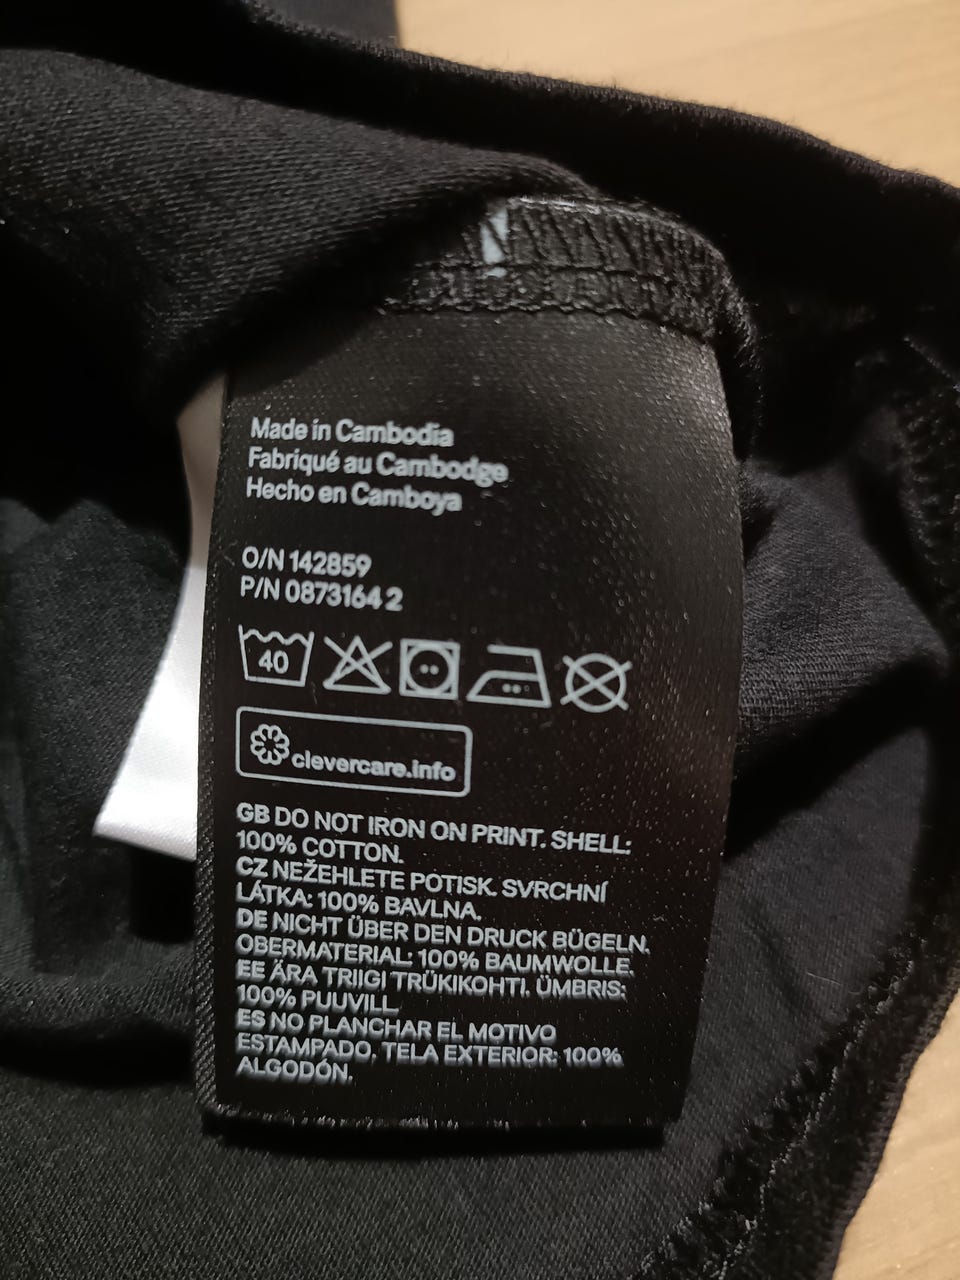 Made in Cambodia
Fabriqué au Cambodge
Hecho en Camboya
O/N 142859
P/N 0873164 2
40
clevercare.info
GB DO NOT IRON ON PRINT. SHELL:
100% COTTON.
CZ NEŽEHLETE POTISK. SVRCHNÍ
LÁTKA: 100% BAVLNA.
DE NICHT ÜBER DEN DRUCK BÜGELN.
OBERMATERIAL: 100% BAUMWOLLE.
EE ÄRA TRIIGI TRÜKIKOHTI. ÜMBRIS:
100% PUUVILL.
ES NO PLANCHAR EL MOTIVO
ESTAMPADO. TELA EXTERIOR: 100%
ALGODÓN.